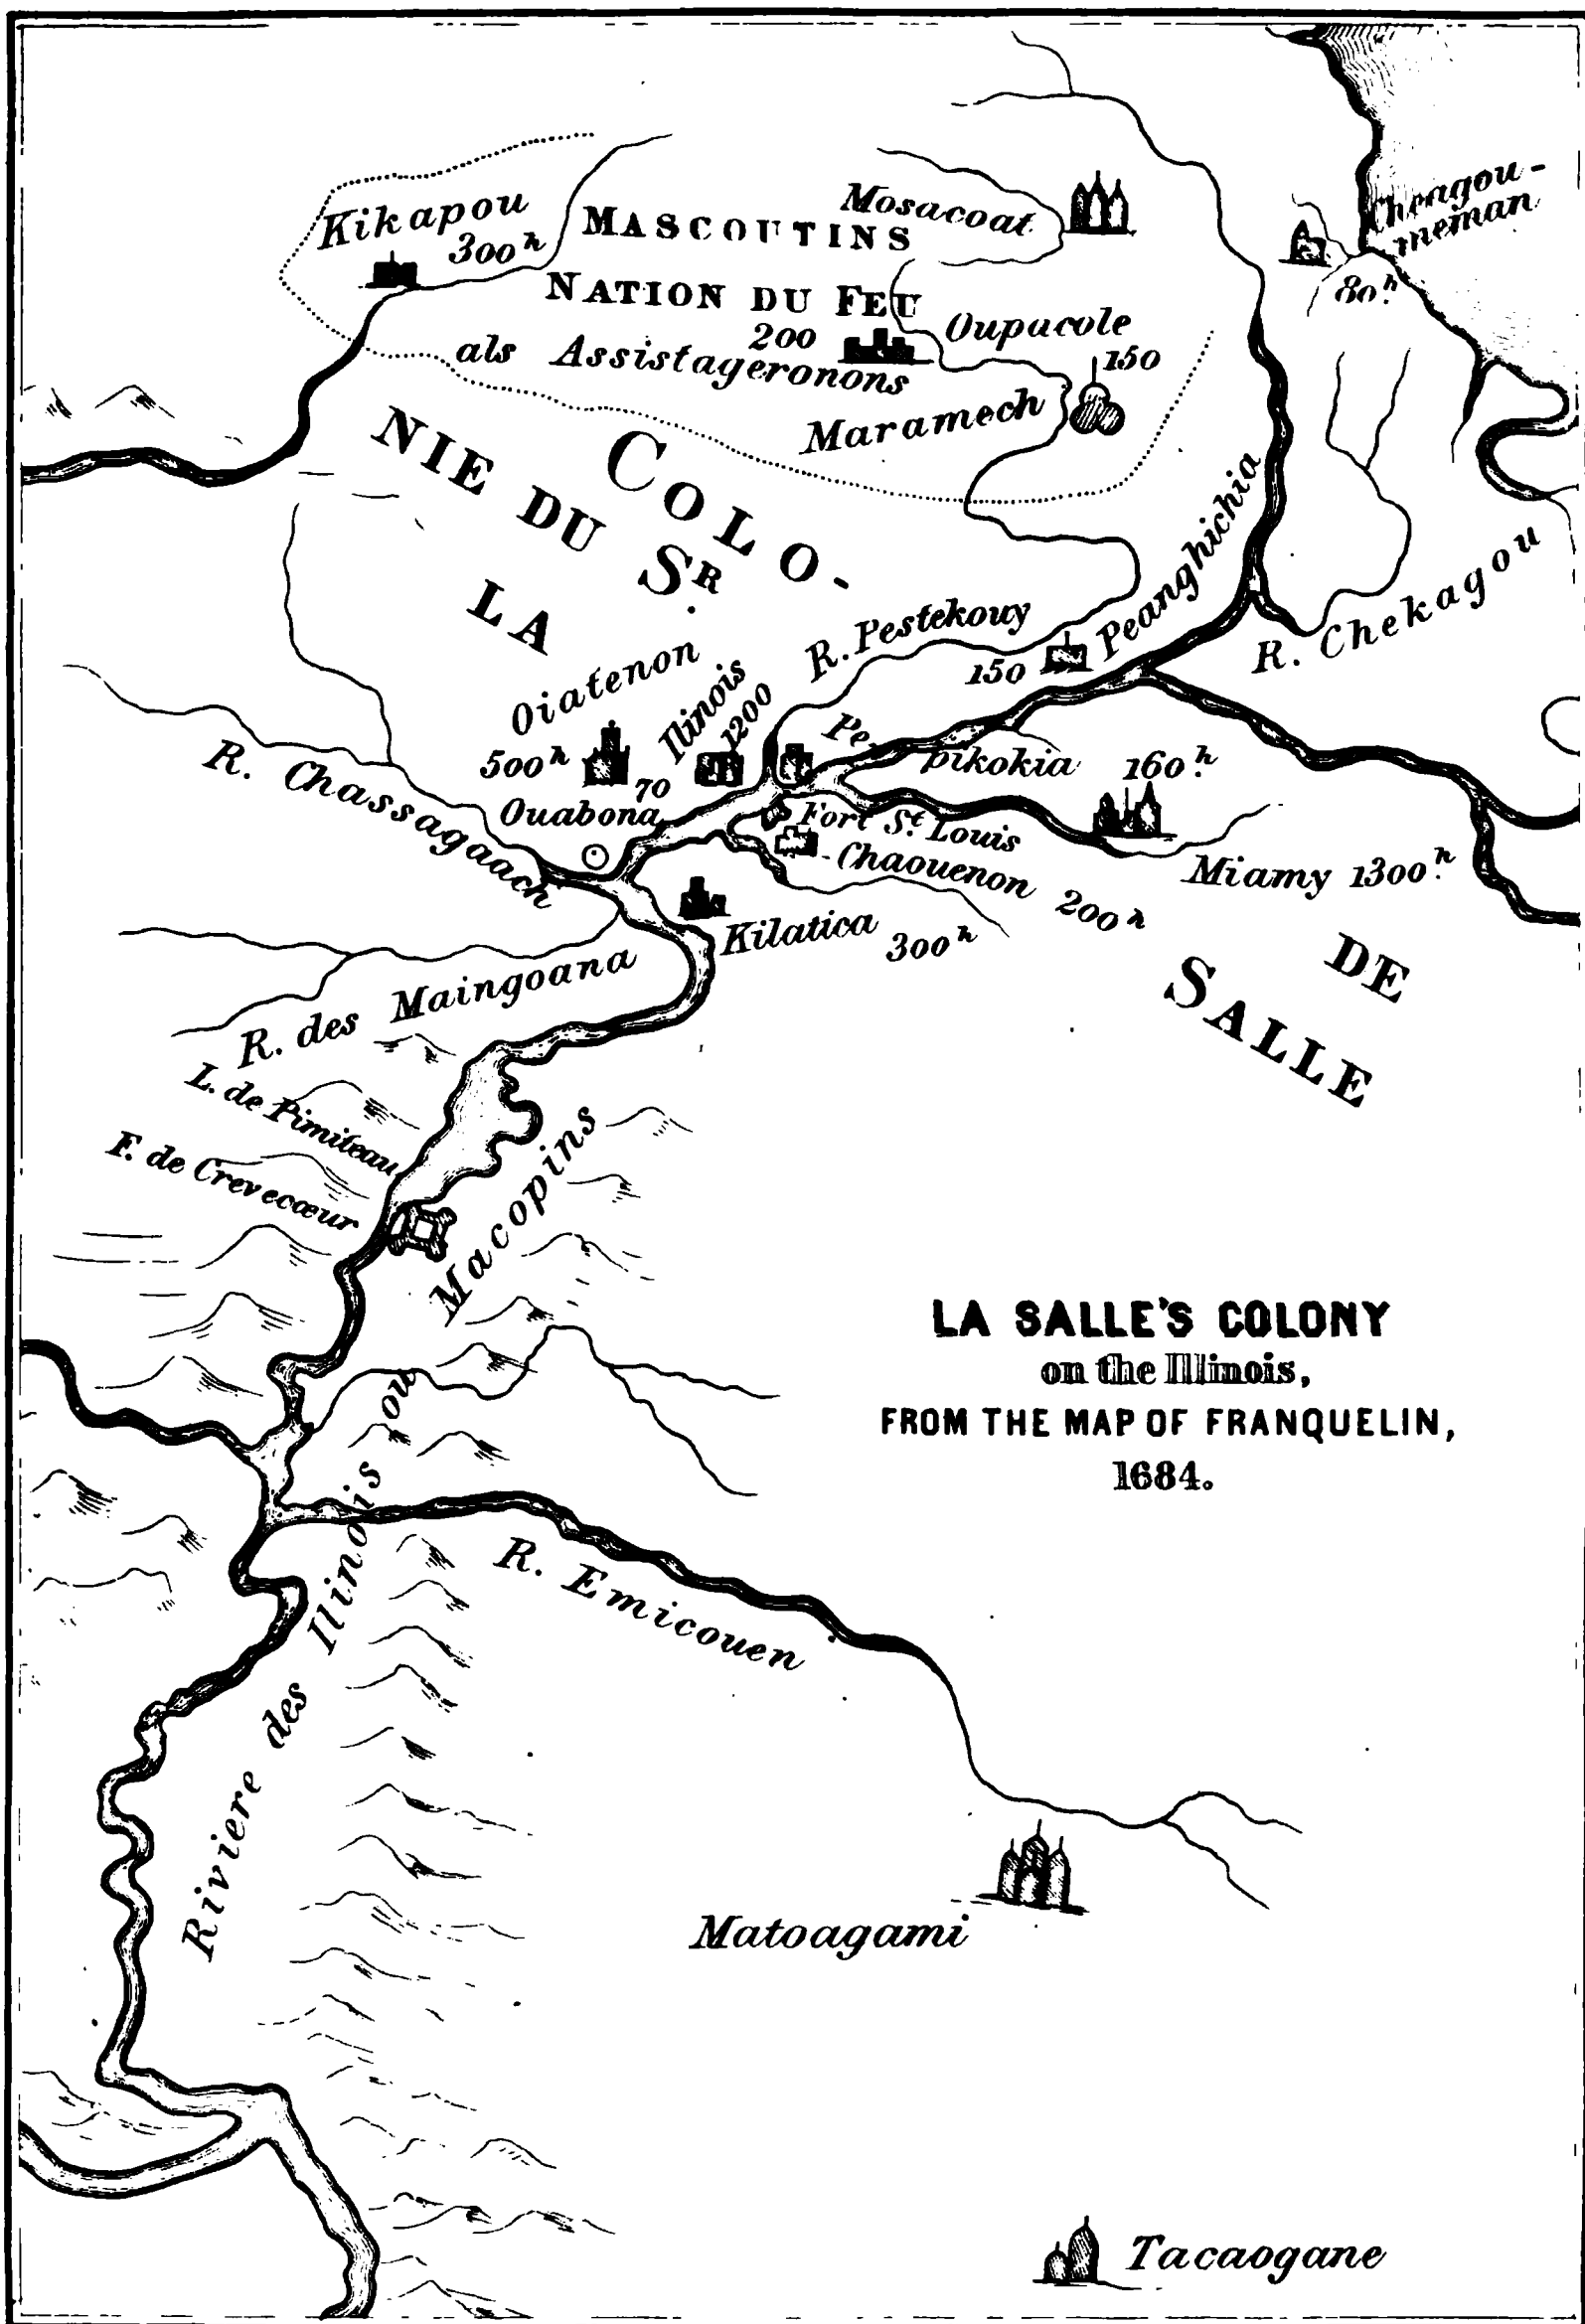 Kikapou
300ʰ
MASCOUTINS
NATION DU FEU
200
als Assistageronons
Mosacoat
Oupacole
150
Maramech
meman
80ʰ.
COLO-
NIE DU SR
LA
DE
SALLE
Peanghichia
150
R. Chekagou
R. Pestekouy
Oiatenon
500ʰ
Ilinois
1200
70
Ouabona
pikokia
160ʰ.
R. Chassagoach
Fort St. Louis
Chaouenon 200ʰ
Miamy 1300ʰ.
Kilatica 300ʰ
R. des Maingoana
L. de Pimiteau
F. de Crevecœur
Riviere des Ilinois ou Macopins
LA SALLE'S COLONY
on the Illinois,
FROM THE MAP OF FRANQUELIN,
1684.
R. Emicouen
Matoagami
Tacaogane